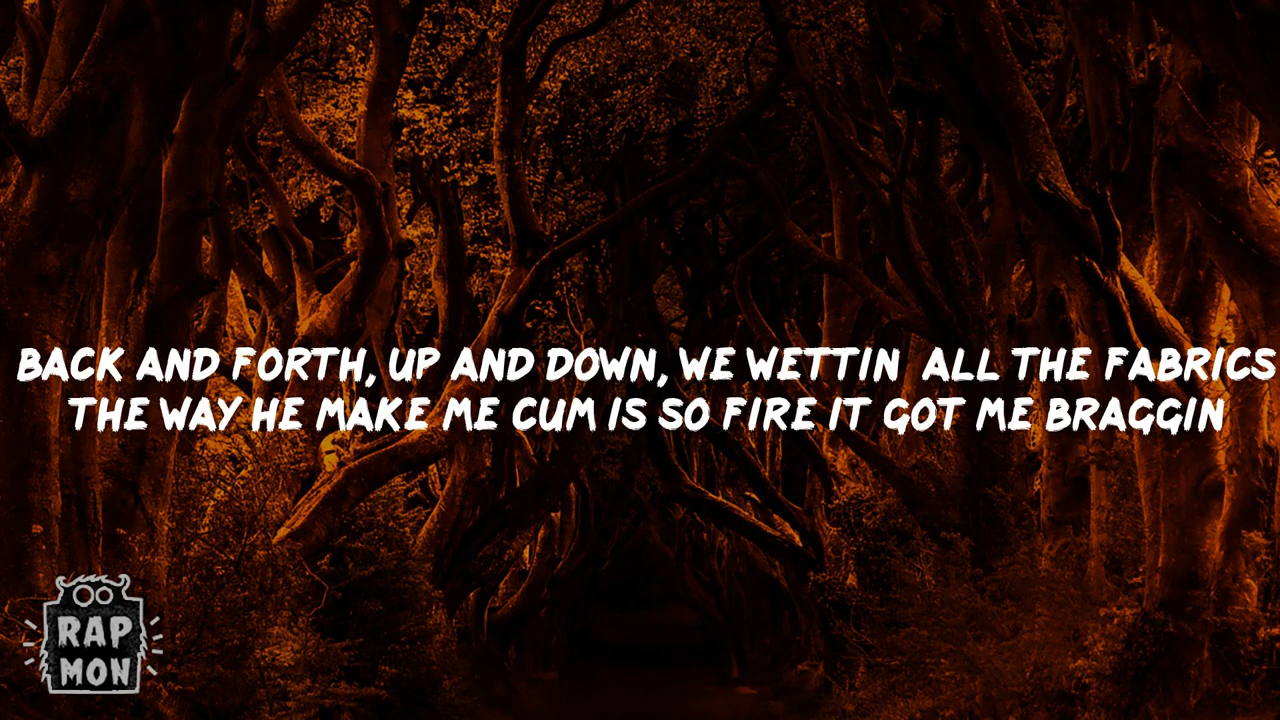 BACK AND FORTH, UP AND DOWN, WE WETTIN  ALL THE FABRICS
THE WAY HE MAKE ME CUM IS SO FIRE IT GOT ME BRAGGIN
RAP
MON